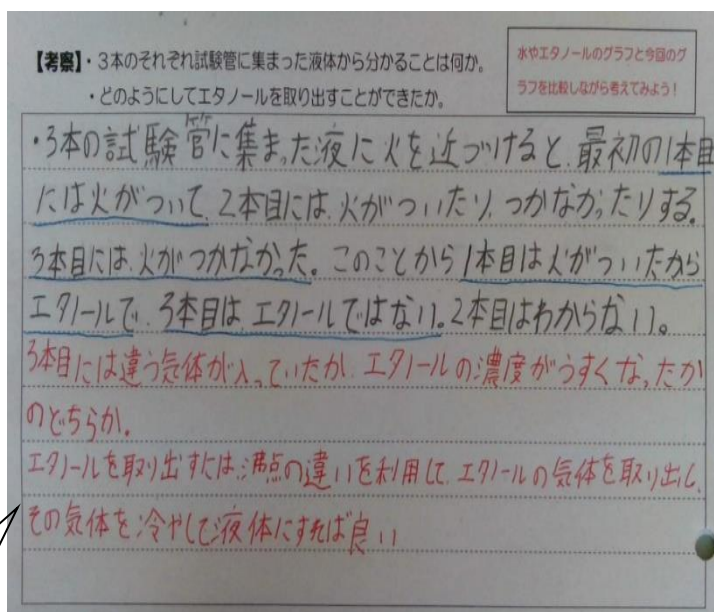 【考察】・3本のそれぞれ試験管に集まった液体から分かることは何か。
・どのようにしてエタノールを取り出すことができたか。
水やエタノールのグラフと今回のグ
ラフを比較しながら考えてみよう！
・3本の試験管に集まった液に火を近づけると、最初の1本目
には火がついて、2本目には、火がついたり、つかなかったりする。
3本目には、火がつかなかった。このことから1本目は火がついたから
エタノールで、3本目は、エタノールではない。2本目はわからない。
3本目には違う気体が入っていたか、エタノールの濃度がうすくなったか
のどちらか。
エタノールを取り出すには、沸点の違いを利用して、エタノールの気体を取り出し、
その気体を冷やして液体にすれば良い